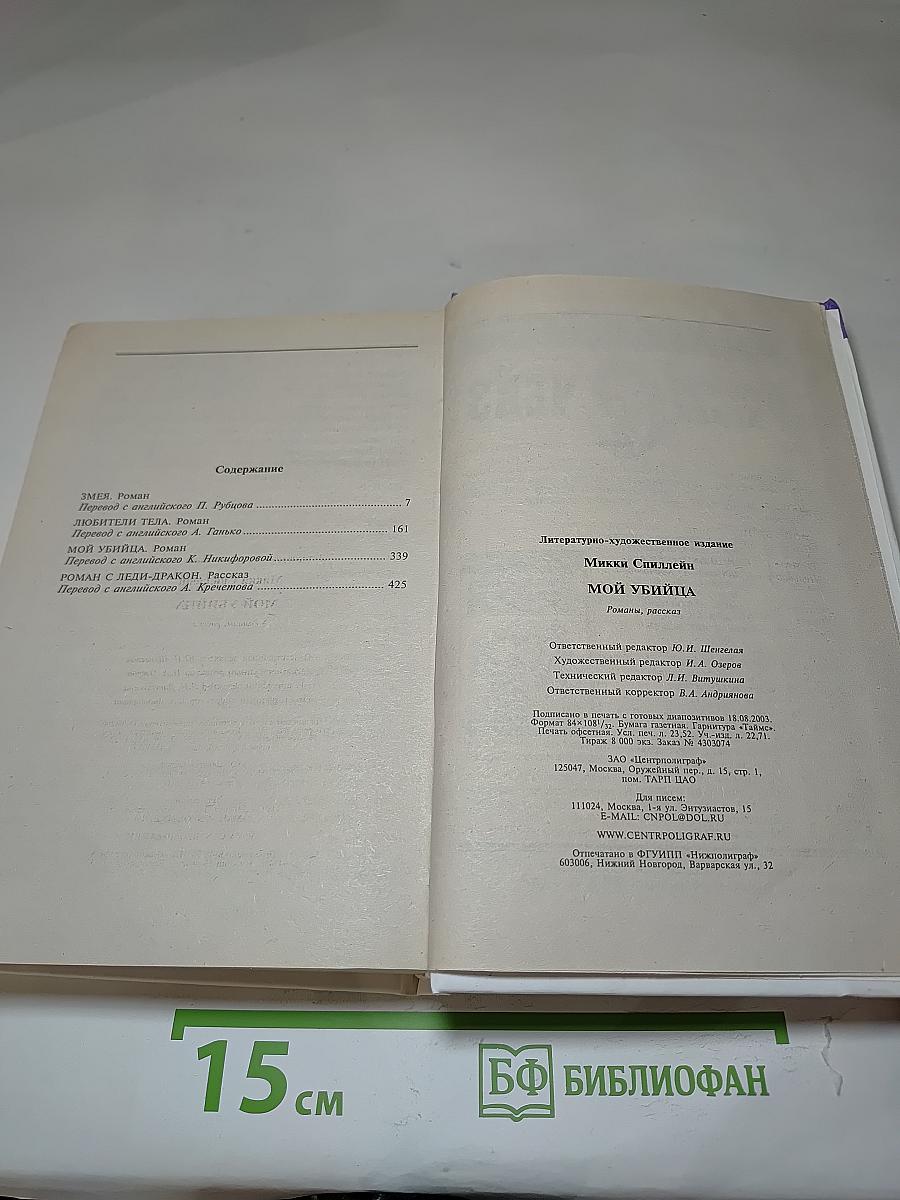 Содержание
ЗМЕЯ. Роман
Перевод с английского П. Рубцова ........ 7
ЛЮБИТЕЛИ ТЕЛА. Роман
Перевод с английского А. Ганько ........ 161
МОЙ УБИЙЦА. Роман
Перевод с английского К. Никифоровой ........ 339
РОМАН С ЛЕДИ-ДРАКОН. Рассказ
Перевод с английского А. Кречетова ........ 425
Литературно-художественное издание
Микки Спиллейн
МОЙ УБИЙЦА
Романы, рассказ
Ответственный редактор Ю.И. Шенгелая
Художественный редактор И.А. Озеров
Технический редактор Л.И. Витушкина
Ответственный корректор В.А. Андриянова
Подписано в печать с готовых диапозитивов 18.08.2003.
Формат 84×108 1/32. Бумага газетная. Гарнитура «Таймс».
Печать офсетная. Усл. печ. л. 23,52. Уч.-изд. л. 22,71.
Тираж 8 000 экз. Заказ № 4303074
ЗАО «Центрполиграф»
125047, Москва, Оружейный пер., д. 15, стр. 1,
пом. ТАРП ЦАО
Для писем:
111024, Москва, 1-я ул. Энтузиастов, 15
E-MAIL: CNPOL@DOL.RU
WWW.CENTRPOLIGRAF.RU
Отпечатано в ФГУИПП «Нижполиграф»
603006, Нижний Новгород, Варварская ул., 32
15 см
БФ БИБЛИОФАН